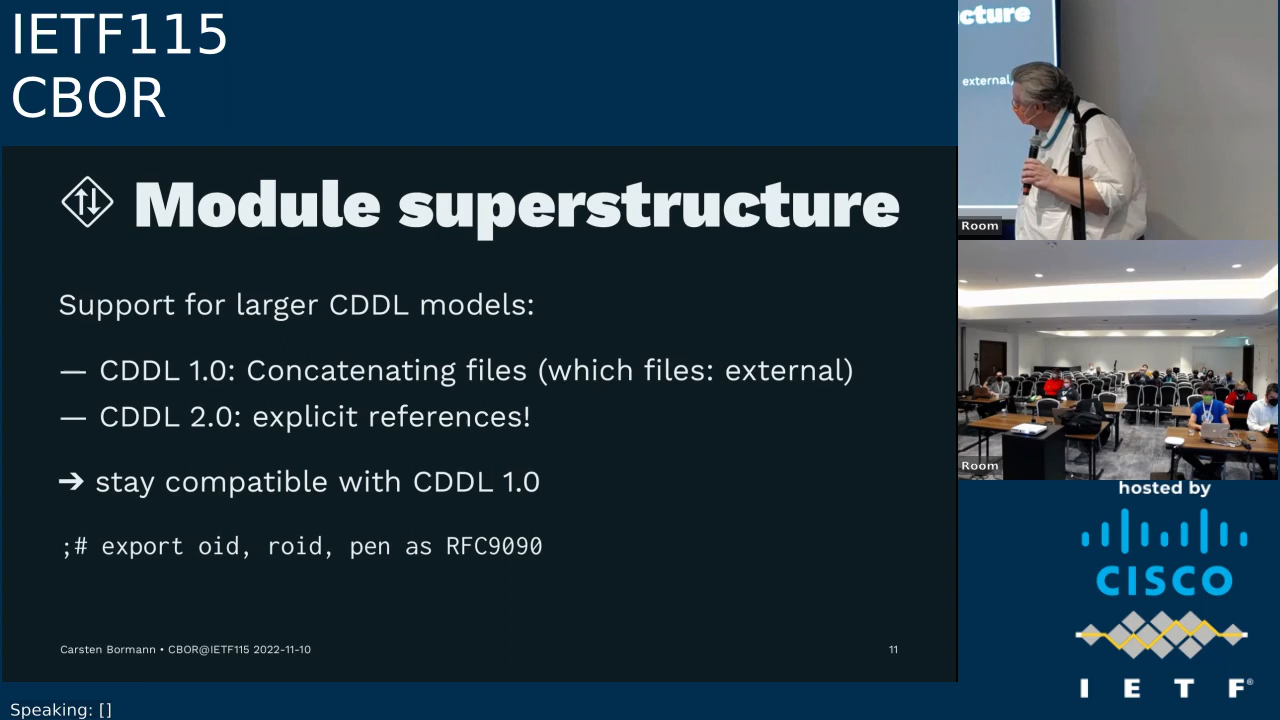 IETF115
CBOR
Module superstructure
Support for larger CDDL models:
— CDDL 1.0: Concatenating files (which files: external)
— CDDL 2.0: explicit references!
➔ stay compatible with CDDL 1.0
;# export oid, roid, pen as RFC9090
Carsten Bormann • CBOR@IETF115 2022-11-10
11
Speaking: []
cture
external,
Room
Room
hosted by
CISCO
I E T F®